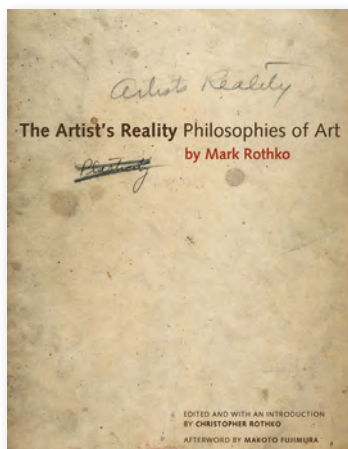 Artist's Reality
The Artist's Reality Philosophies of Art
by Mark Rothko
Plasticity
EDITED AND WITH AN INTRODUCTION
BY CHRISTOPHER ROTHKO
AFTERWORD BY MAKOTO FUJIMURA